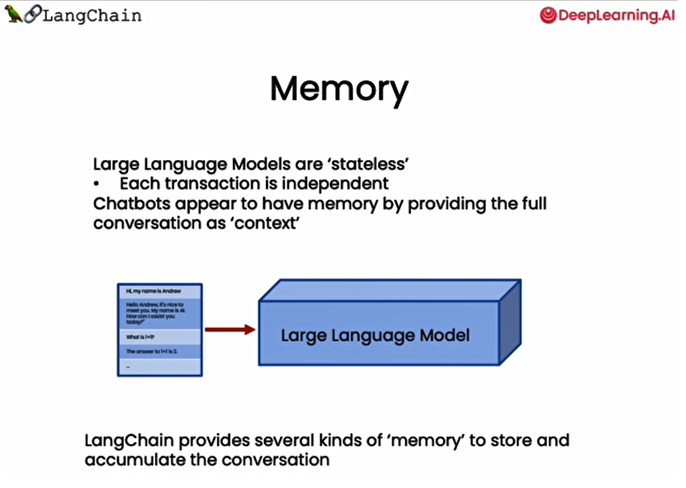 LangChain
DeepLearning.AI
Memory
Large Language Models are ‘stateless’
• Each transaction is independent
Chatbots appear to have memory by providing the full
conversation as ‘context’
Hi, my name is Andrew
Hello Andrew, it's nice to
meet you. My name is AI.
How can I assist you
today?"
What is 1+1?
The answer to 1+1 is 2.
...
Large Language Model
LangChain provides several kinds of ‘memory’ to store and
accumulate the conversation